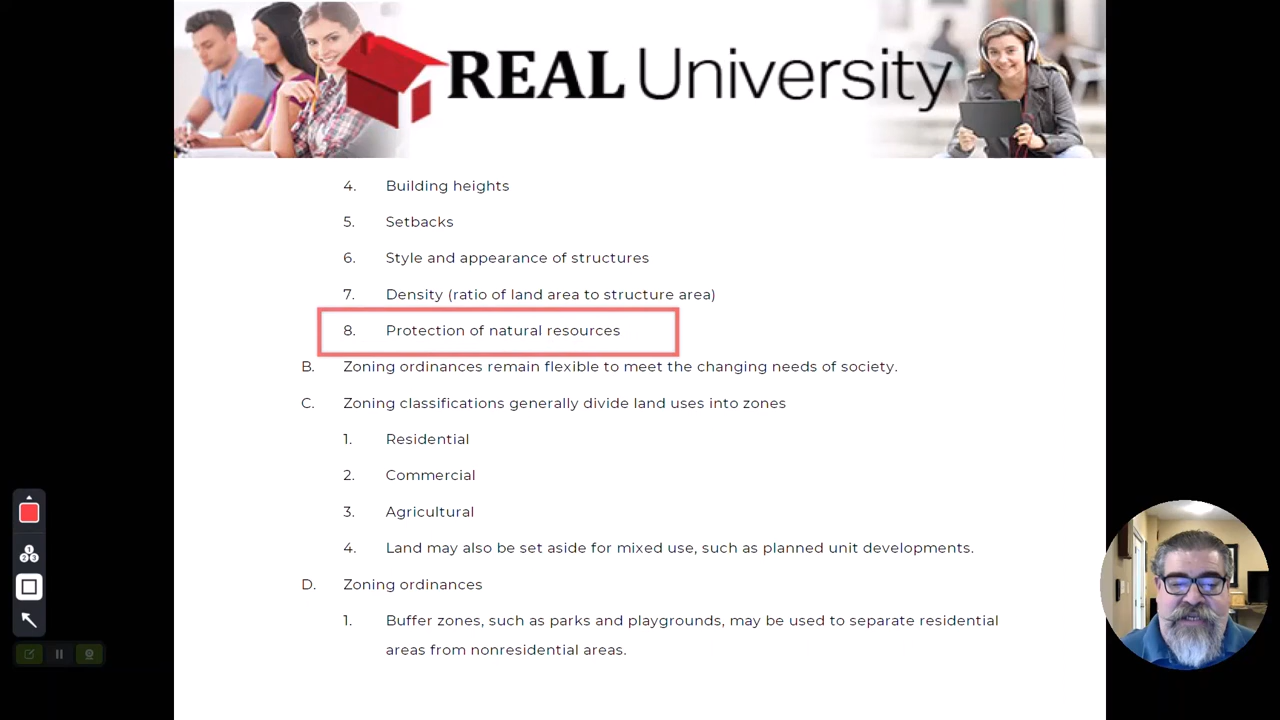 REAL University
4. Building heights
5. Setbacks
6. Style and appearance of structures
7. Density (ratio of land area to structure area)
8. Protection of natural resources
B. Zoning ordinances remain flexible to meet the changing needs of society.
C. Zoning classifications generally divide land uses into zones
1. Residential
2. Commercial
3. Agricultural
4. Land may also be set aside for mixed use, such as planned unit developments.
D. Zoning ordinances
1. Buffer zones, such as parks and playgrounds, may be used to separate residential
areas from nonresidential areas.